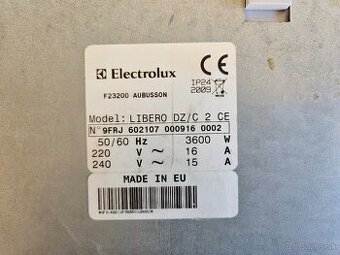 Electrolux
CE
F23200 AUBUSSON
IP24
2009
Model: LIBERO DZ/C 2 CE
N° 9FRJ 602107 000916 0002
50/60 Hz 3600 W
220 V ~ 16 A
240 V ~ 15 A
MADE IN EU